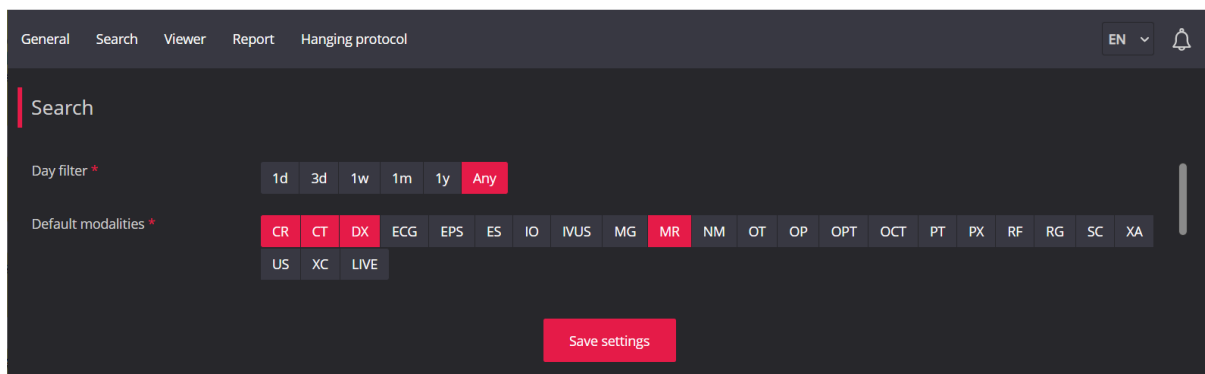 General Search Viewer Report Hanging protocol EN
Search
Day filter * 1d 3d 1w 1m 1y Any
Default modalities * CR CT DX ECG EPS ES IO IVUS MG MR NM OT OP OPT OCT PT PX RF RG SC XA
US XC LIVE
Save settings